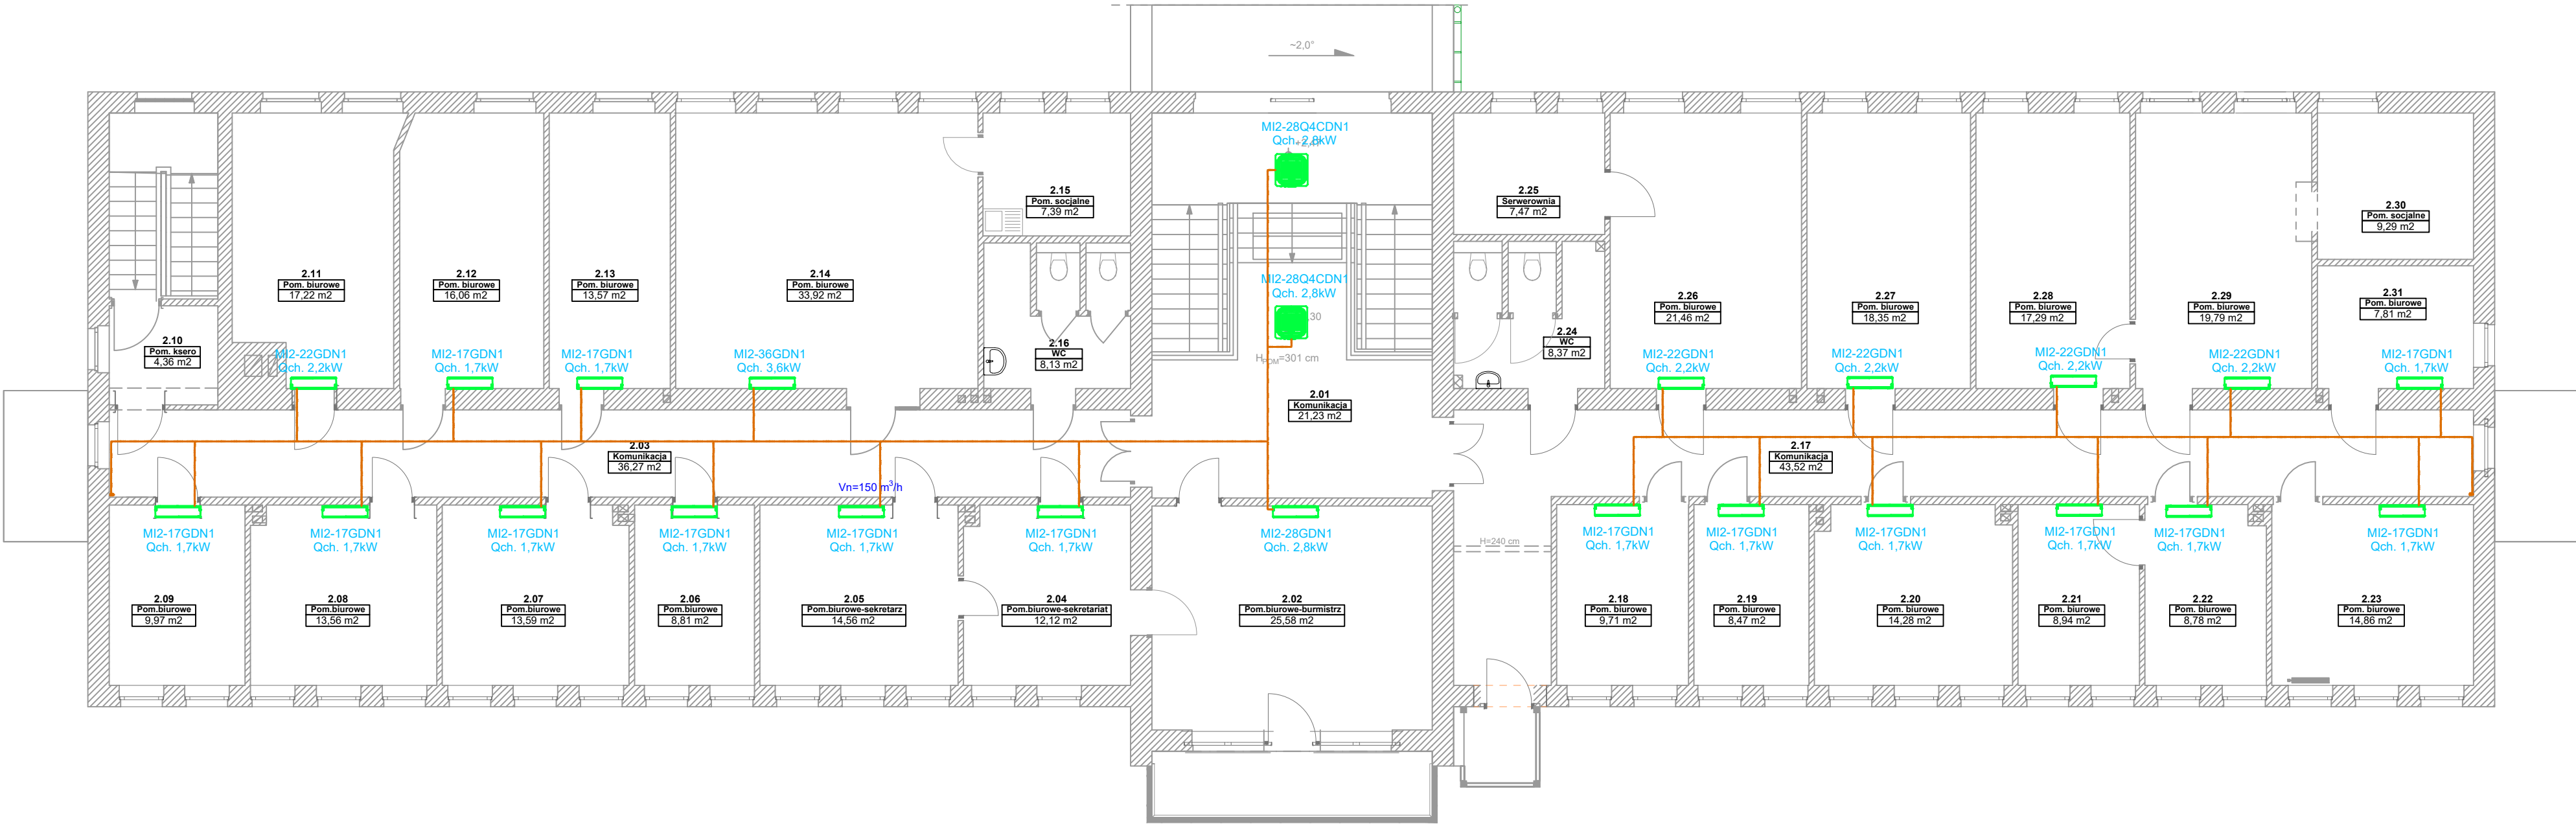 ~2,0°
MI2-28Q4CDN1
Qch. 2,8kW
2.15
Pom. socjalne
7,39 m2
2.25
Serwerownia
7,47 m2
2.30
Pom. socjalne
9,29 m2
2.11
Pom. biurowe
17,22 m2
2.12
Pom. biurowe
16,06 m2
2.13
Pom. biurowe
13,57 m2
2.14
Pom. biurowe
33,92 m2
MI2-28Q4CDN1
Qch. 2,8kW
2.26
Pom. biurowe
21,46 m2
2.27
Pom. biurowe
18,35 m2
2.28
Pom. biurowe
17,29 m2
2.29
Pom. biurowe
19,79 m2
2.31
Pom. biurowe
7,81 m2
2.10
Pom. ksero
4,36 m2
2.16
WC
8,13 m2
2.24
WC
8,37 m2
HPOM=301 cm
MI2-22GDN1
Qch. 2,2kW
MI2-17GDN1
Qch. 1,7kW
MI2-17GDN1
Qch. 1,7kW
MI2-36GDN1
Qch. 3,6kW
MI2-22GDN1
Qch. 2,2kW
MI2-22GDN1
Qch. 2,2kW
MI2-22GDN1
Qch. 2,2kW
MI2-22GDN1
Qch. 2,2kW
MI2-17GDN1
Qch. 1,7kW
2.01
Komunikacja
21,23 m2
2.03
Komunikacja
36,27 m2
2.17
Komunikacja
43,52 m2
Vn=150 m³/h
MI2-17GDN1
Qch. 1,7kW
MI2-17GDN1
Qch. 1,7kW
MI2-17GDN1
Qch. 1,7kW
MI2-17GDN1
Qch. 1,7kW
MI2-17GDN1
Qch. 1,7kW
MI2-17GDN1
Qch. 1,7kW
MI2-28GDN1
Qch. 2,8kW
H=240 cm
MI2-17GDN1
Qch. 1,7kW
MI2-17GDN1
Qch. 1,7kW
MI2-17GDN1
Qch. 1,7kW
MI2-17GDN1
Qch. 1,7kW
MI2-17GDN1
Qch. 1,7kW
MI2-17GDN1
Qch. 1,7kW
2.09
Pom.biurowe
9,97 m2
2.08
Pom.biurowe
13,56 m2
2.07
Pom.biurowe
13,59 m2
2.06
Pom.biurowe
8,81 m2
2.05
Pom.biurowe-sekretarz
14,56 m2
2.04
Pom.biurowe-sekretariat
12,12 m2
2.02
Pom.biurowe-burmistrz
25,58 m2
2.18
Pom. biurowe
9,71 m2
2.19
Pom. biurowe
8,47 m2
2.20
Pom. biurowe
14,28 m2
2.21
Pom. biurowe
8,94 m2
2.22
Pom. biurowe
8,78 m2
2.23
Pom. biurowe
14,86 m2